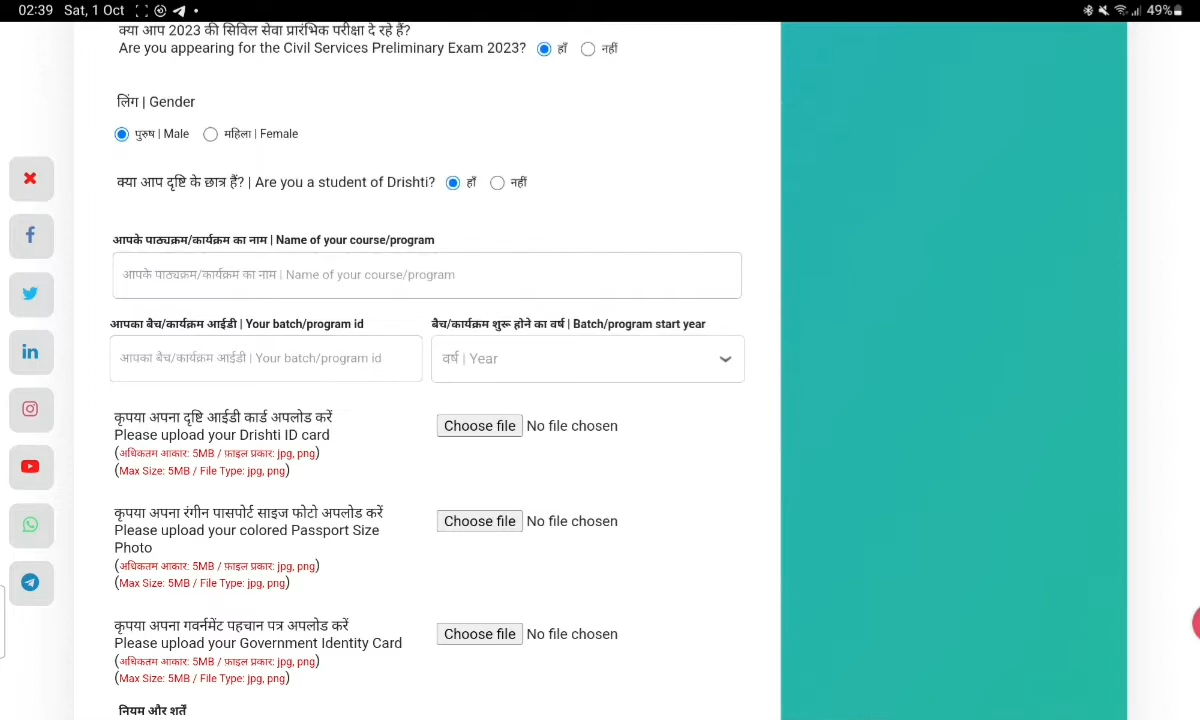 02:39 Sat, 1 Oct 49%
क्या आप 2023 की सिविल सेवा प्रारंभिक परीक्षा दे रहे हैं?
Are you appearing for the Civil Services Preliminary Exam 2023? हाँ नहीं
लिंग | Gender
पुरुष | Male महिला | Female
क्या आप दृष्टि के छात्र हैं? | Are you a student of Drishti? हाँ नहीं
आपके पाठ्यक्रम/कार्यक्रम का नाम | Name of your course/program
आपके पाठ्यक्रम/कार्यक्रम का नाम | Name of your course/program
आपका बैच/कार्यक्रम आईडी | Your batch/program id बैच/कार्यक्रम शुरू होने का वर्ष | Batch/program start year
आपका बैच/कार्यक्रम आईडी | Your batch/program id वर्ष | Year
कृपया अपना दृष्टि आईडी कार्ड अपलोड करें
Please upload your Drishti ID card Choose file No file chosen
(अधिकतम आकार: 5MB / फ़ाइल प्रकार: jpg, png)
(Max Size: 5MB / File Type: jpg, png)
कृपया अपना रंगीन पासपोर्ट साइज फोटो अपलोड करें
Please upload your colored Passport Size Choose file No file chosen
Photo
(अधिकतम आकार: 5MB / फ़ाइल प्रकार: jpg, png)
(Max Size: 5MB / File Type: jpg, png)
कृपया अपना गवर्नमेंट पहचान पत्र अपलोड करें
Please upload your Government Identity Card Choose file No file chosen
(अधिकतम आकार: 5MB / फ़ाइल प्रकार: jpg, png)
(Max Size: 5MB / File Type: jpg, png)
नियम और शर्तें